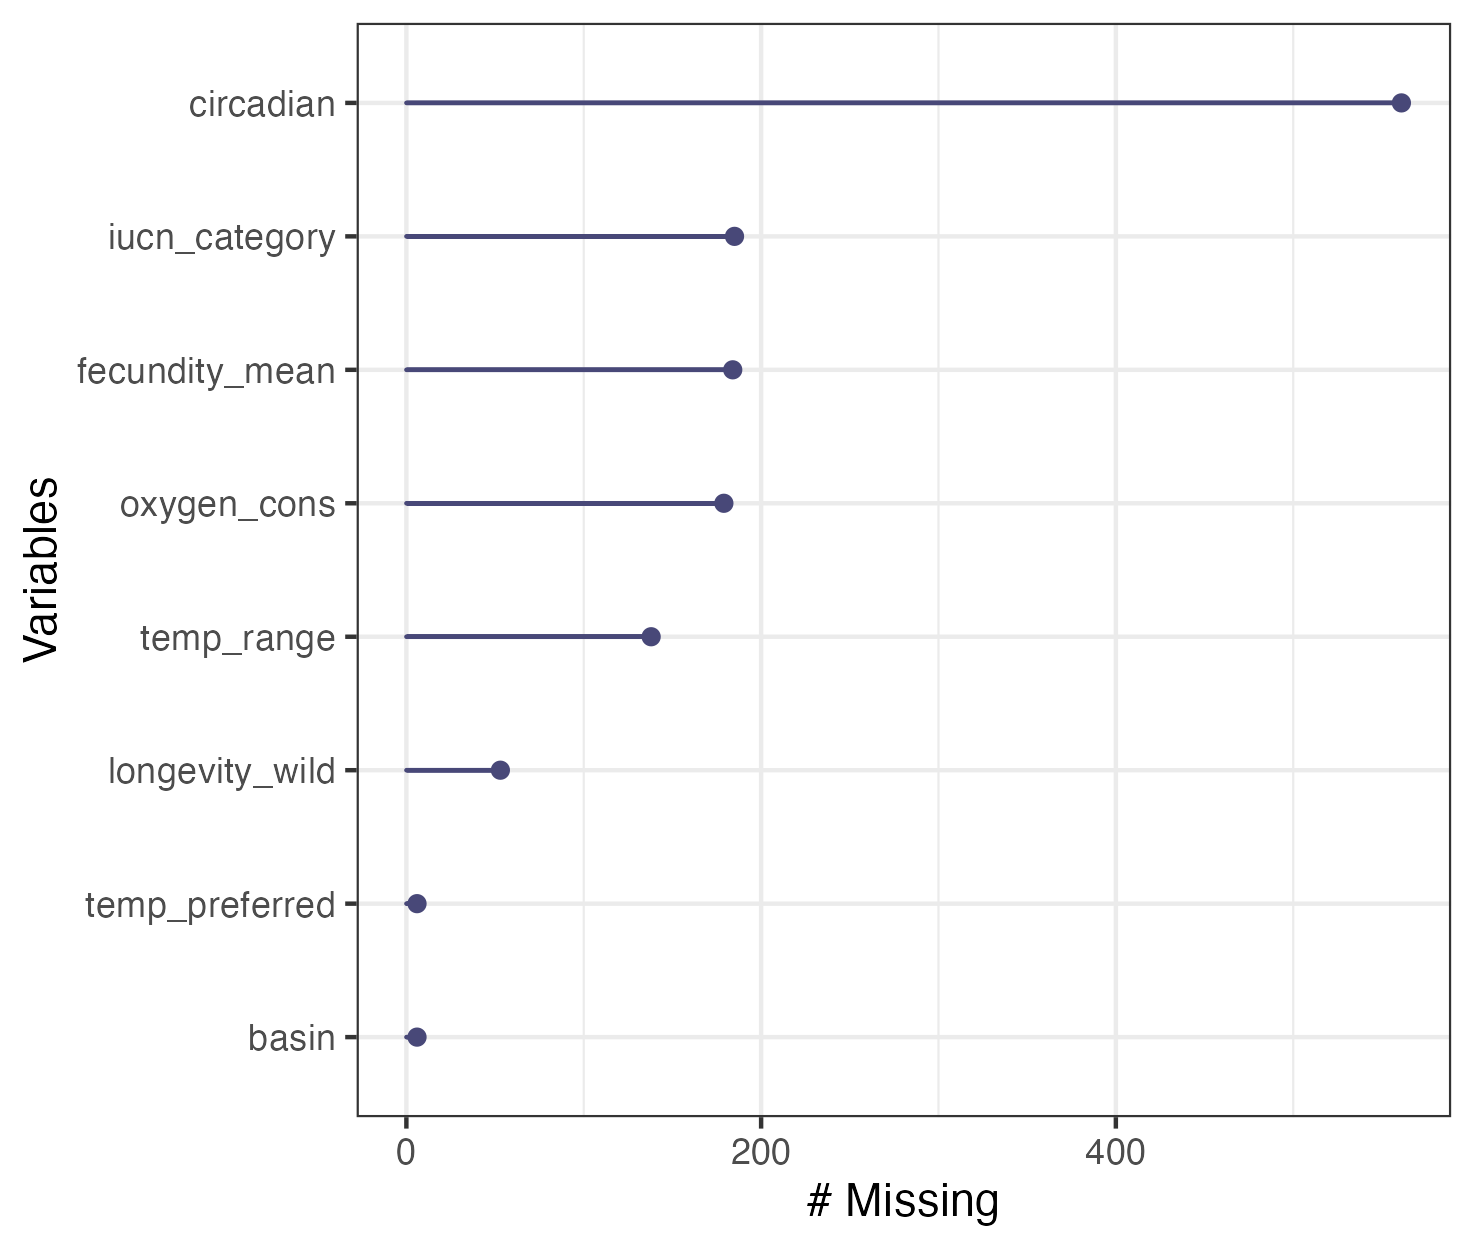 circadian
iucn_category
fecundity_mean
oxygen_cons
temp_range
longevity_wild
temp_preferred
basin
Variables
0 200 400
# Missing